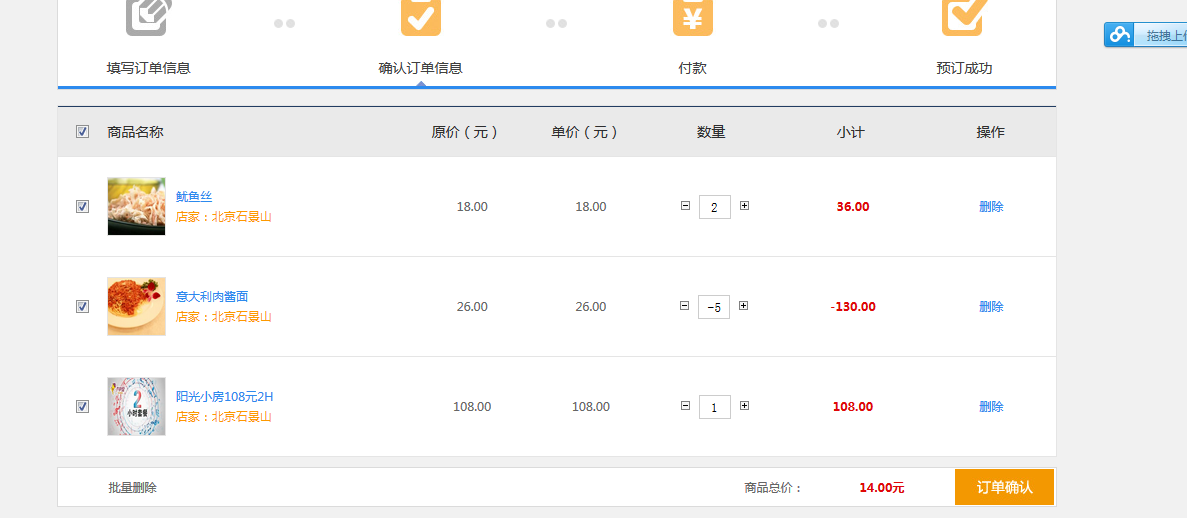 填写订单信息
确认订单信息
付款
预订成功
拖拽上
商品名称 原价（元） 单价（元） 数量 小计 操作
鱿鱼丝
店家：北京石景山
18.00 18.00 2 36.00 删除
意大利肉酱面
店家：北京石景山
26.00 26.00 -5 -130.00 删除
2
小时套餐
阳光小房108元2H
店家：北京石景山
108.00 108.00 1 108.00 删除
批量删除 商品总价： 14.00元 订单确认